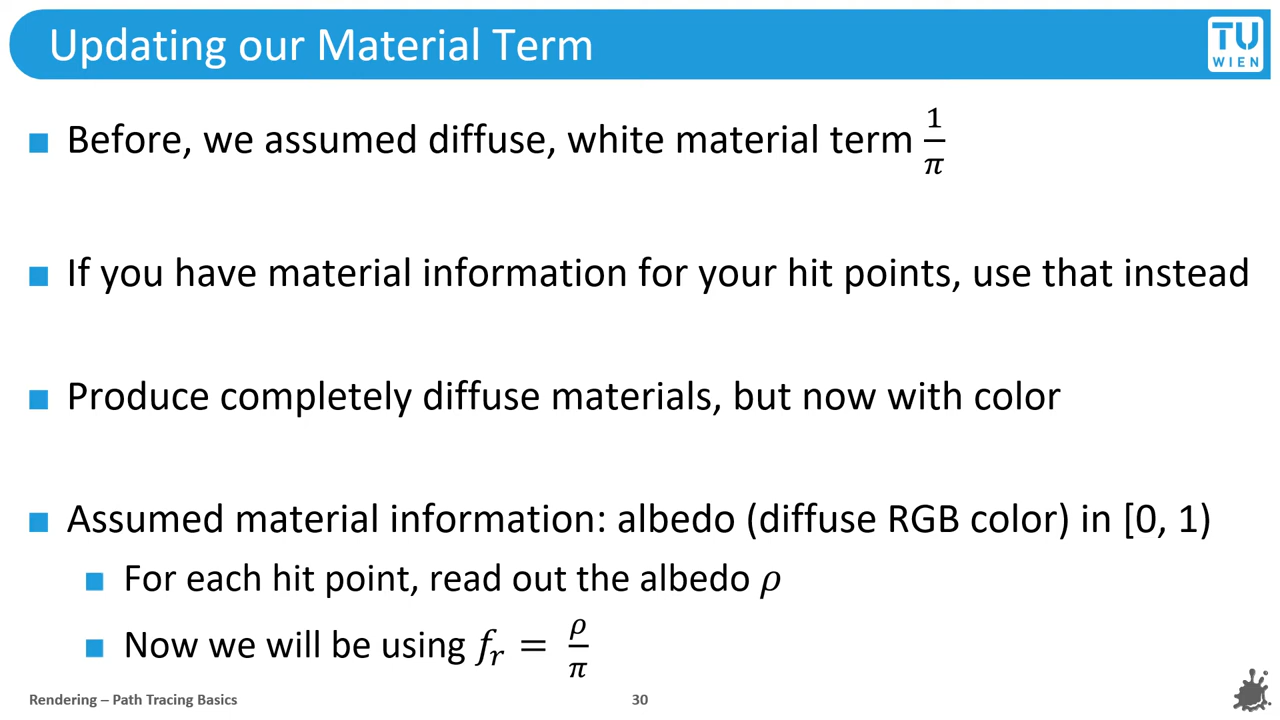 Updating our Material Term
TU
WIEN
■ Before, we assumed diffuse, white material term 1/π
■ If you have material information for your hit points, use that instead
■ Produce completely diffuse materials, but now with color
■ Assumed material information: albedo (diffuse RGB color) in [0, 1)
■ For each hit point, read out the albedo ρ
■ Now we will be using fᵣ = ρ/π
Rendering – Path Tracing Basics
30